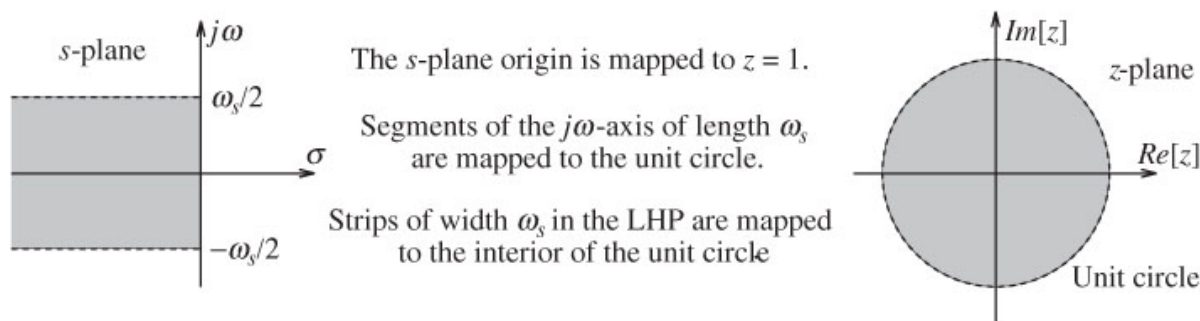 s-plane
jω
ωs/2
σ
−ωs/2
The s-plane origin is mapped to z = 1.
Segments of the jω-axis of length ωs
are mapped to the unit circle.
Strips of width ωs in the LHP are mapped
to the interior of the unit circle
Im[z]
z-plane
Re[z]
Unit circle